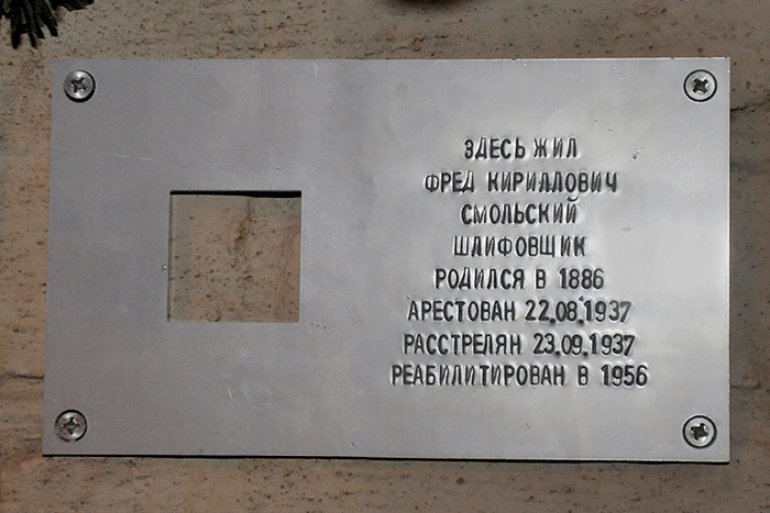 ЗДЕСЬ ЖИЛ
ФРЕД КИРИЛЛОВИЧ
СМОЛЬСКИЙ
ШЛИФОВЩИК
РОДИЛСЯ В 1886
АРЕСТОВАН 22.08.1937
РАССТРЕЛЯН 23.09.1937
РЕАБИЛИТИРОВАН В 1956